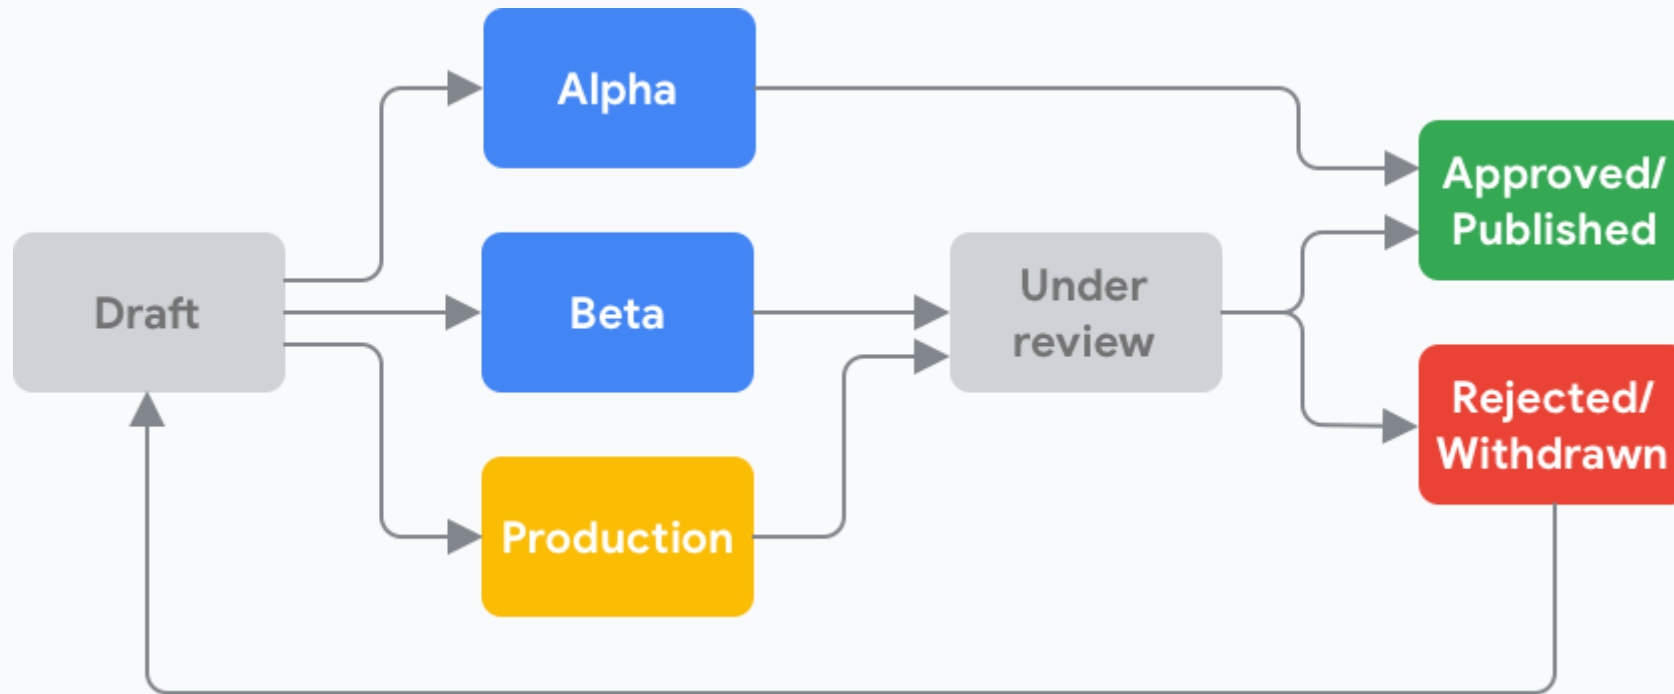 Alpha
Approved/
Published
Draft
Beta
Under
review
Rejected/
Withdrawn
Production